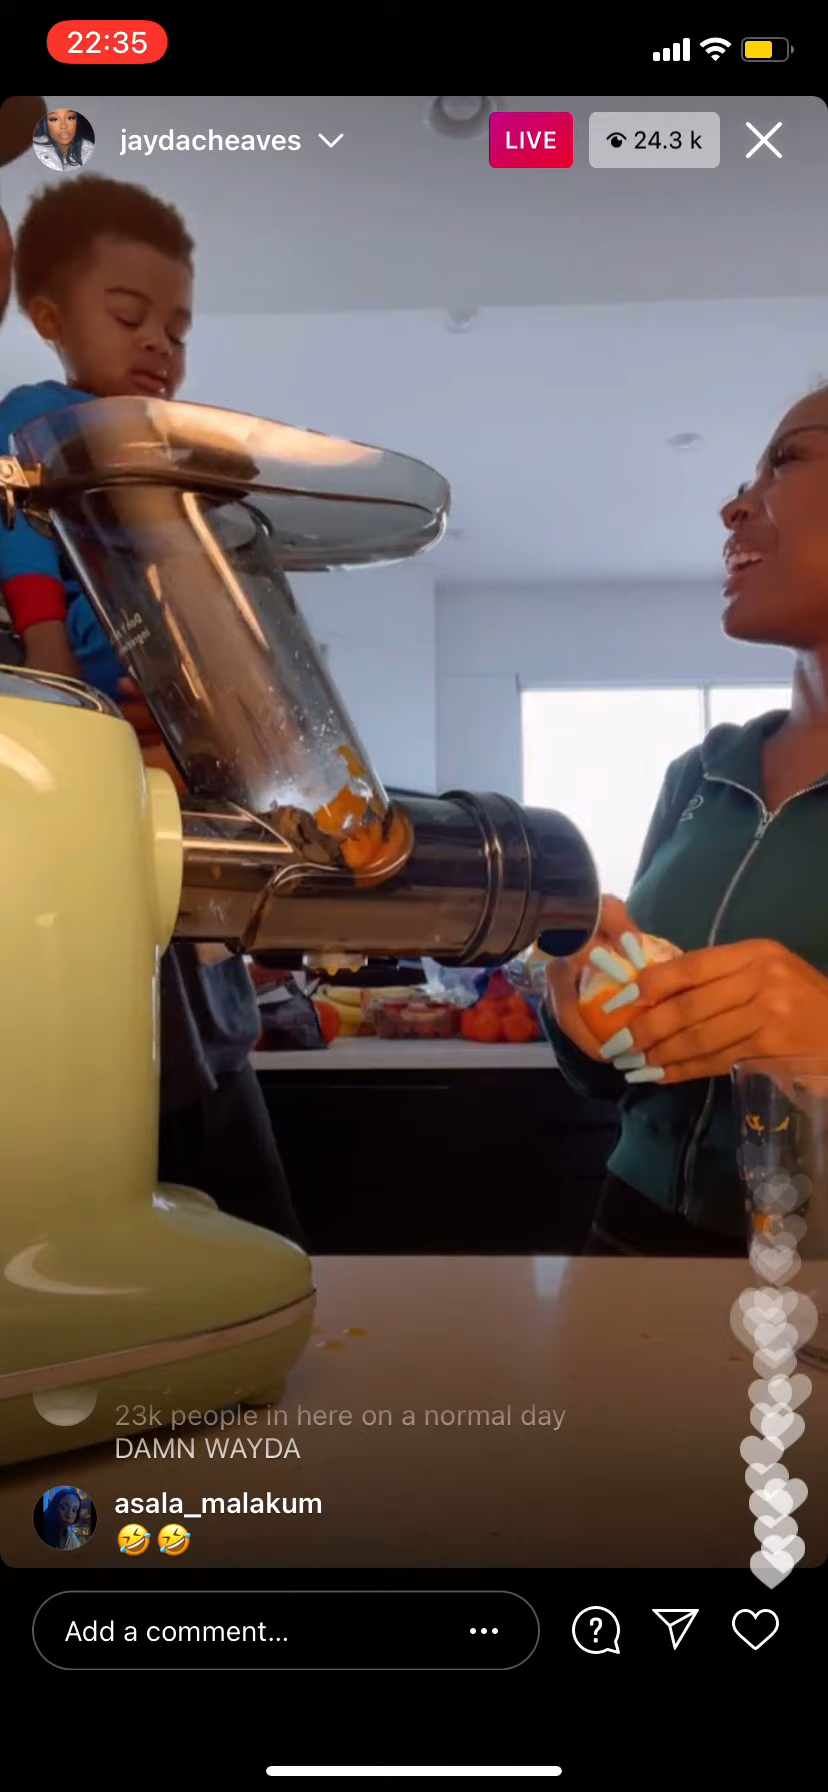 22:35
jaydacheaves
LIVE
24.3 k
23k people in here on a normal day
DAMN WAYDA
asala_malakum
🤣🤣
Add a comment...